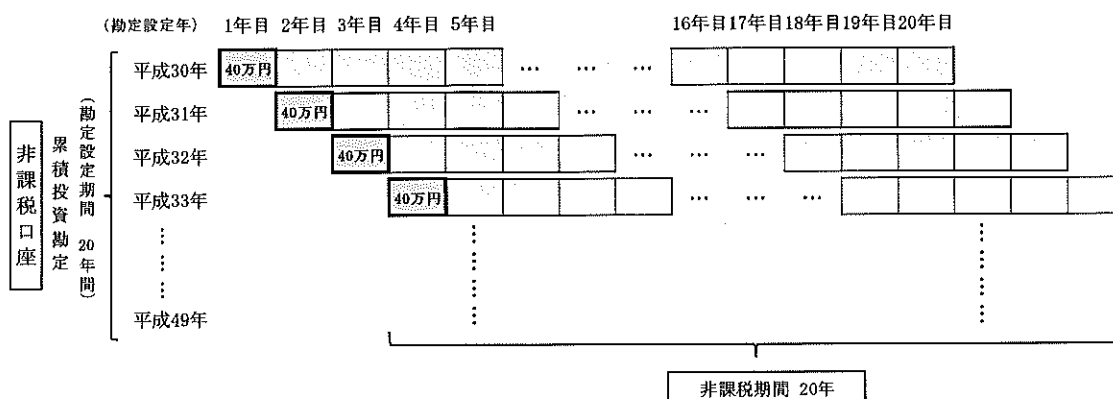 (勘定設定年) 1年目 2年目 3年目 4年目 5年目 16年目 17年目 18年目 19年目 20年目
非課税口座
累積投資勘定
(勘定設定期間 20年間)
平成30年 40万円 … … …
平成31年 40万円 … … …
平成32年 40万円 … … …
平成33年 40万円 … … …
平成49年
非課税期間 20年